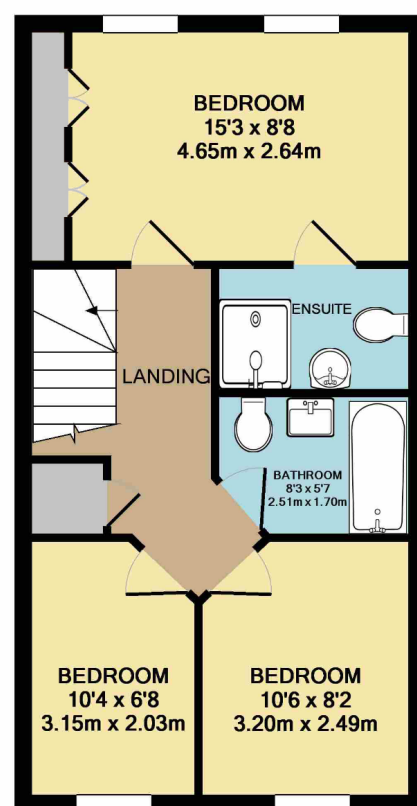 BEDROOM
15'3 x 8'8
4.65m x 2.64m
ENSUITE
LANDING
BATHROOM
8'3 x 5'7
2.51m x 1.70m
BEDROOM
10'4 x 6'8
3.15m x 2.03m
BEDROOM
10'6 x 8'2
3.20m x 2.49m